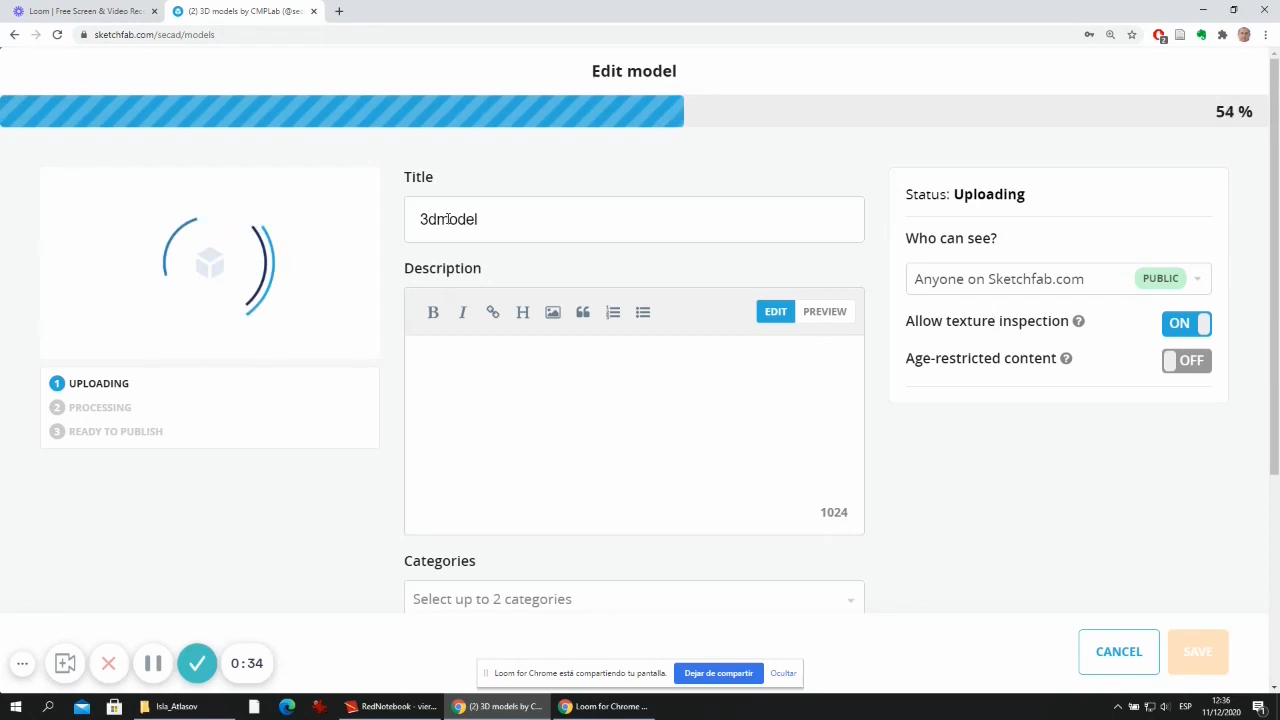 Loom | Free Screen & Video Rec
(2) 3D models by CMPLab (@sec
sketchfab.com/secad/models
2
Edit model
54 %
Title
3dmodel
Description
B I H
EDIT PREVIEW
1024
Categories
Select up to 2 categories
1 UPLOADING
2 PROCESSING
3 READY TO PUBLISH
Status: Uploading
Who can see?
Anyone on Sketchfab.com PUBLIC
Allow texture inspection ? ON
Age-restricted content ? OFF
CANCEL SAVE
0:34
Loom for Chrome está compartiendo tu pantalla. Dejar de compartir Ocultar
Isla_Atlasov
RedNotebook - vier...
(2) 3D models by C...
Loom for Chrome ...
ESP
12:36
11/12/2020
1